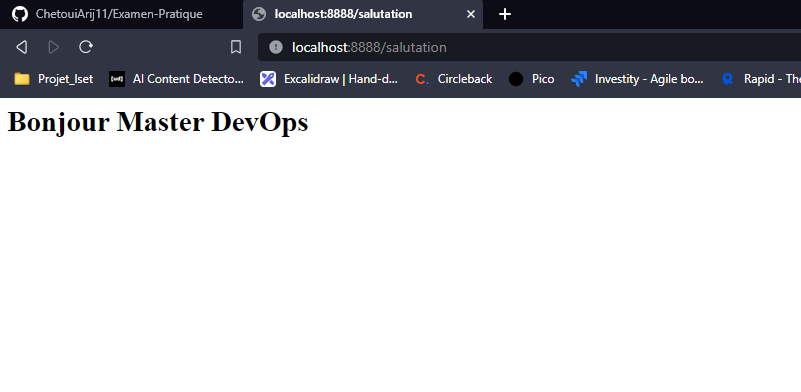 ChetouiArij11/Examen-Pratique
localhost:8888/salutation
localhost:8888/salutation
Projet_Iset
AI Content Detecto...
Excalidraw | Hand-d...
Circleback
Pico
Investity - Agile bo...
Rapid - The
Bonjour Master DevOps